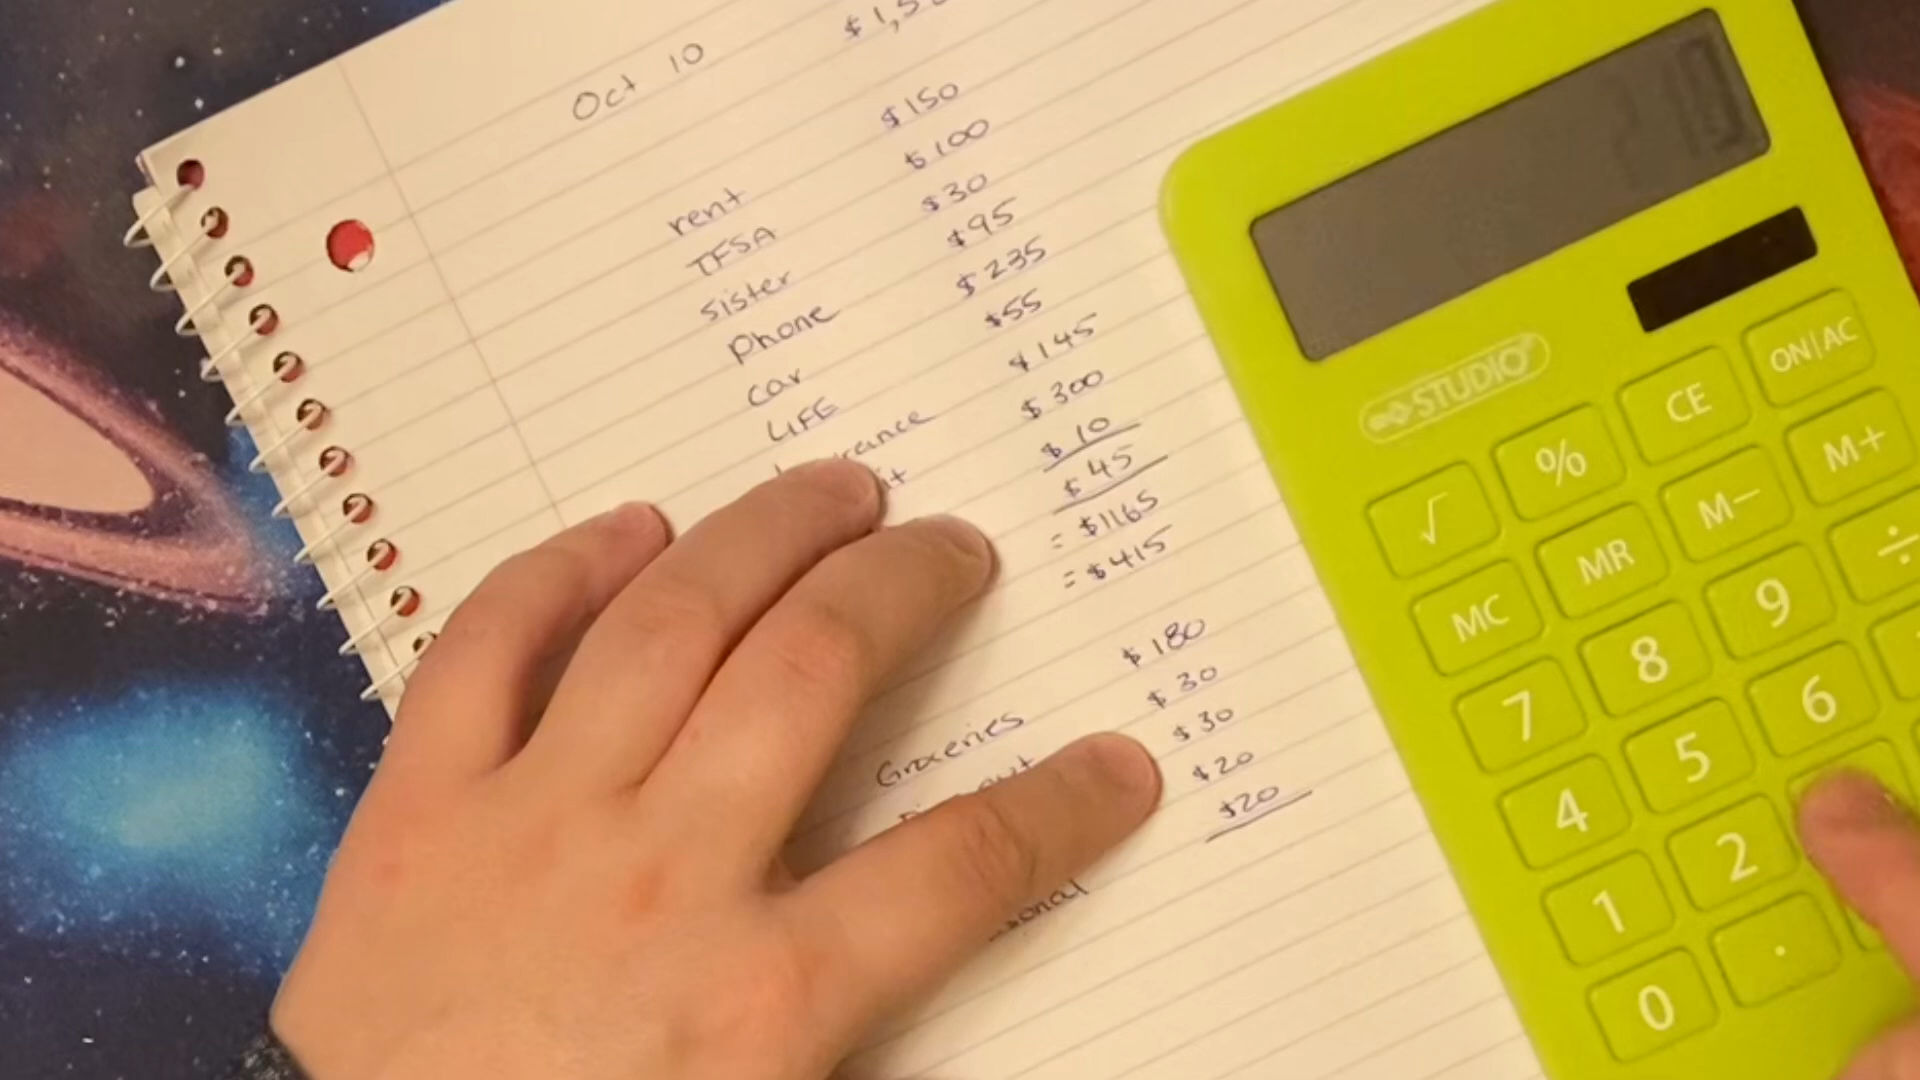 Oct 10
rent $150
TFSA $100
sister $30
phone $95
car $235
LIFE $55
$145
$300
$10
$45
= $1165
= $415
Groceries $180
$30
$30
$20
$20
STUDIO
ON|AC
CE
%
√
M+
M−
MR
MC
÷
9
8
7
6
5
4
2
1
.
0